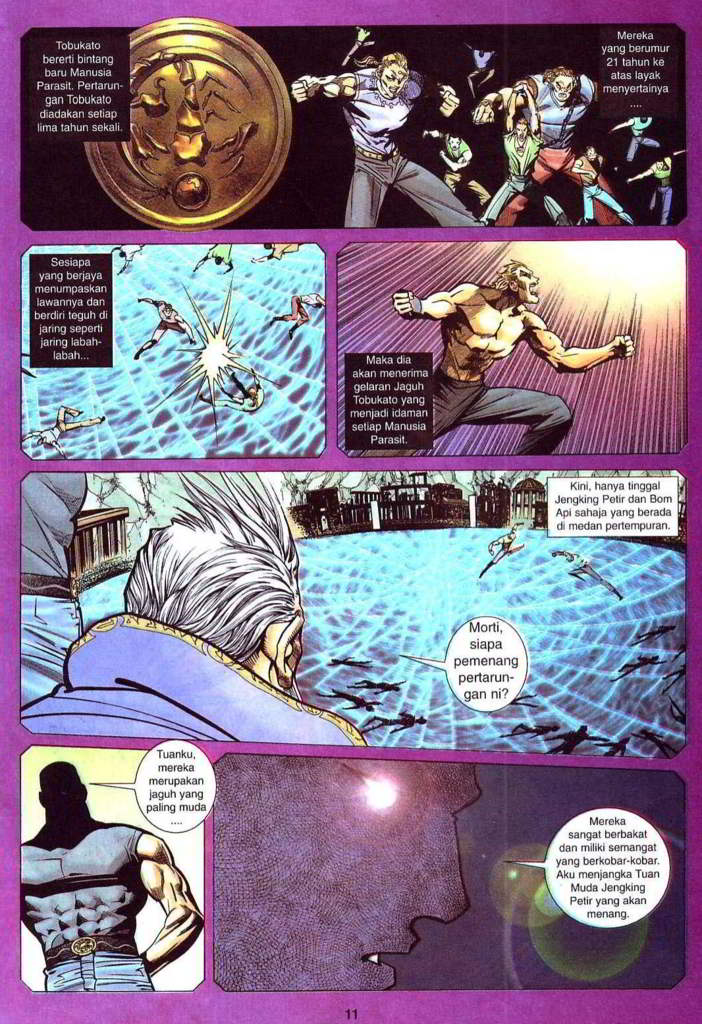 Tobukato
bererti bintang
baru Manusia
Parasit. Pertarun-
gan Tobukato
diadakan setiap
lima tahun sekali.
Mereka
yang berumur
21 tahun ke
atas layak
menyertainya
....
Sesiapa
yang berjaya
menumpaskan
lawannya dan
berdiri teguh di
jaring seperti
jaring labah-
labah...
Maka dia
akan menerima
gelaran Jaguh
Tobukato yang
menjadi idaman
setiap Manusia
Parasit.
Kini, hanya tinggal
Jengking Petir dan Bom
Api sahaja yang berada
di medan pertempuran.
Morti,
siapa
pemenang
pertarun-
gan ni?
Tuanku,
mereka
merupakan
jaguh yang
paling muda
....
Mereka
sangat berbakat
dan miliki semangat
yang berkobar-kobar.
Aku menjangka Tuan
Muda Jengking
Petir yang akan
menang.
11